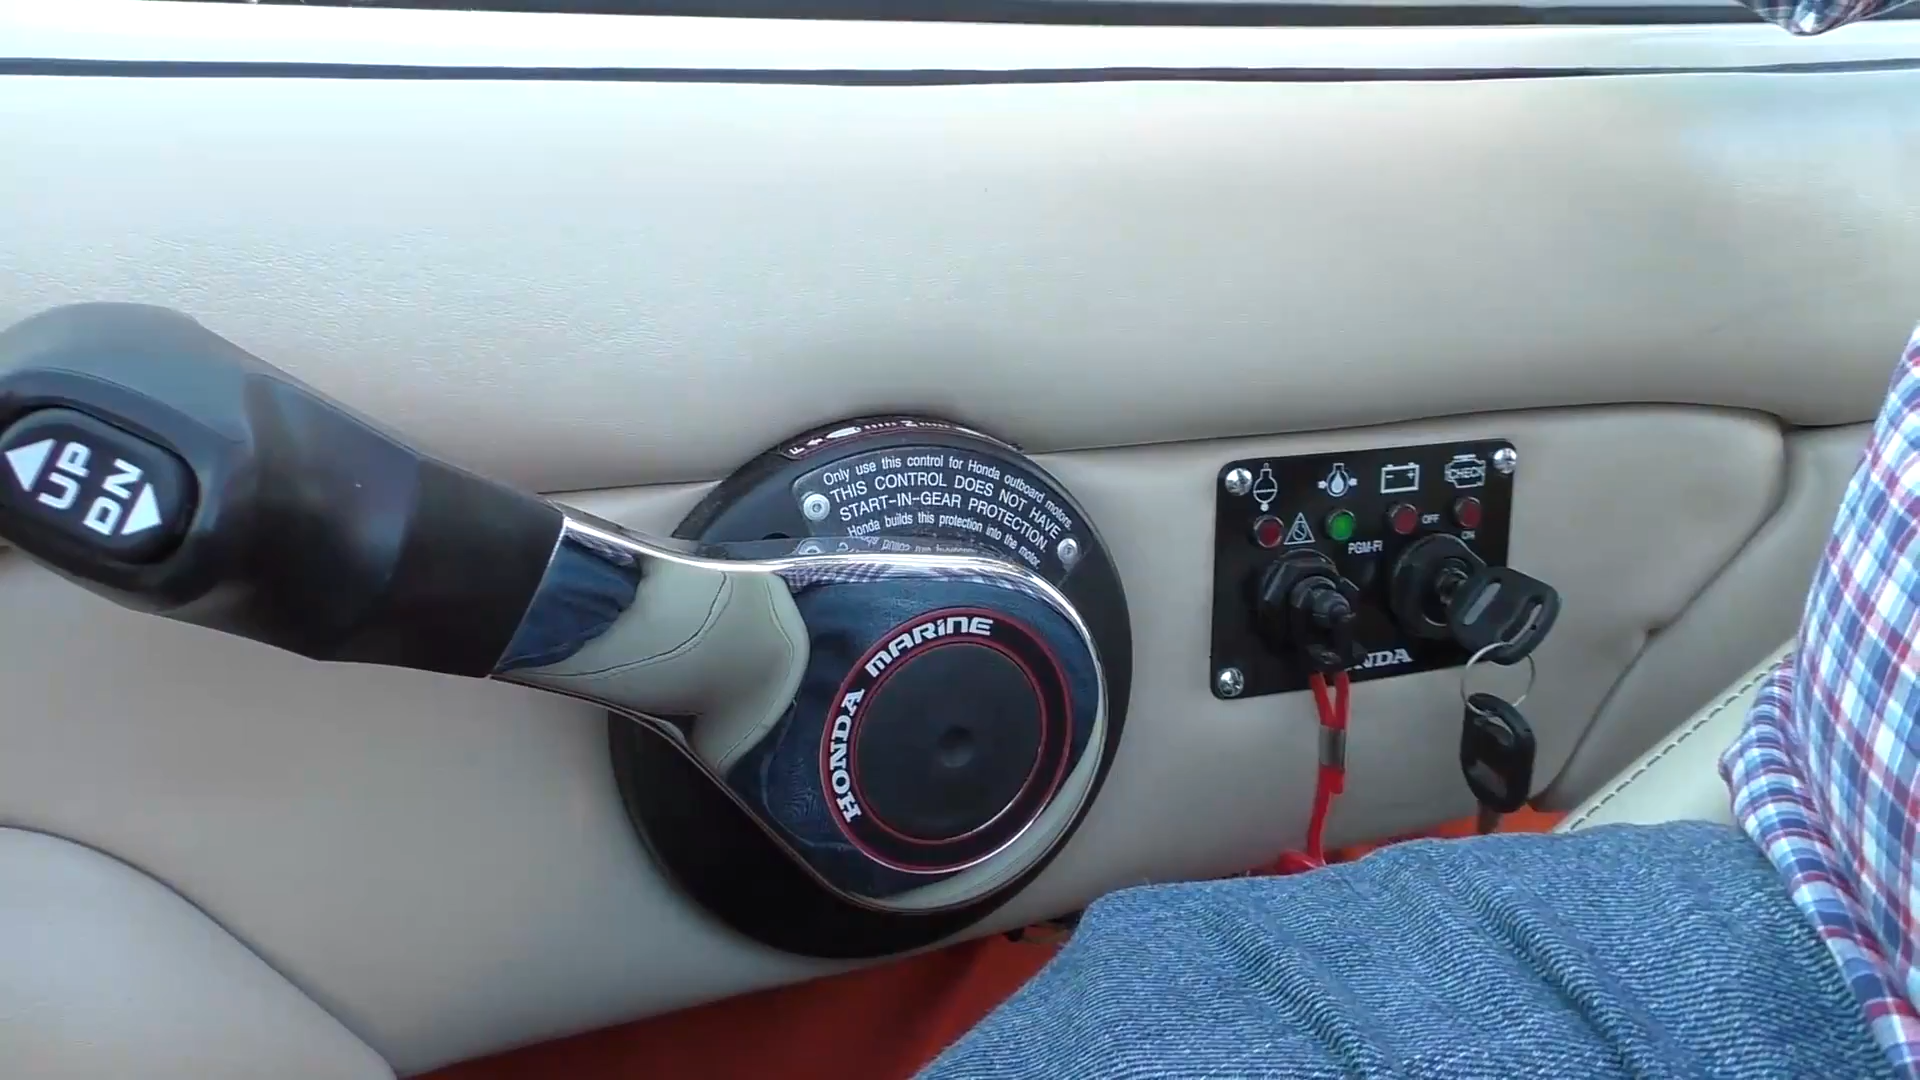 UP
DN
F N
Only use this control for Honda outboard motors.
THIS CONTROL DOES NOT HAVE
START-IN-GEAR PROTECTION.
Honda builds this protection into the motor.
HONDA MARINE
CHECK
OFF
ON
PGM-FI
NDA